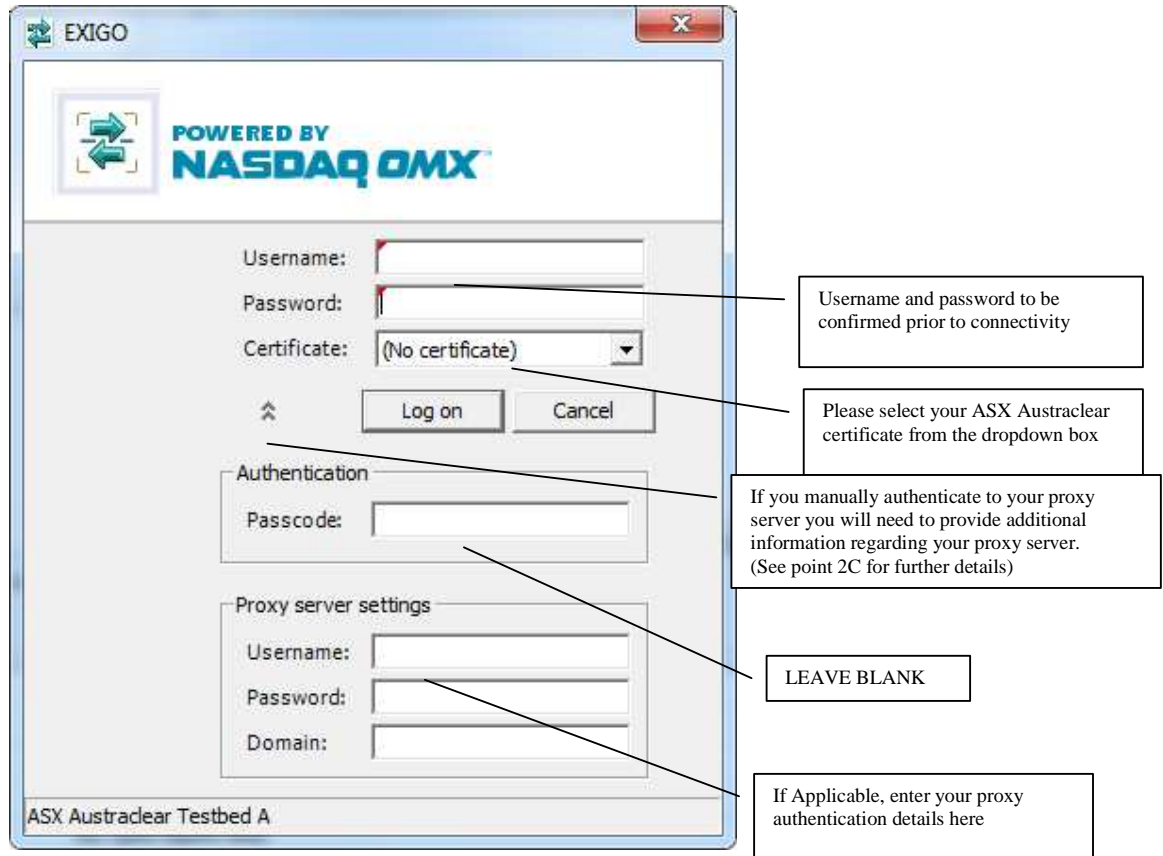 EXIGO
POWERED BY
NASDAQ OMX
Username:
Password:
Certificate: (No certificate)
Log on Cancel
Authentication
Passcode:
Proxy server settings
Username:
Password:
Domain:
ASX Austraclear Testbed A
Username and password to be
confirmed prior to connectivity
Please select your ASX Austraclear
certificate from the dropdown box
If you manually authenticate to your proxy
server you will need to provide additional
information regarding your proxy server.
(See point 2C for further details)
LEAVE BLANK
If Applicable, enter your proxy
authentication details here